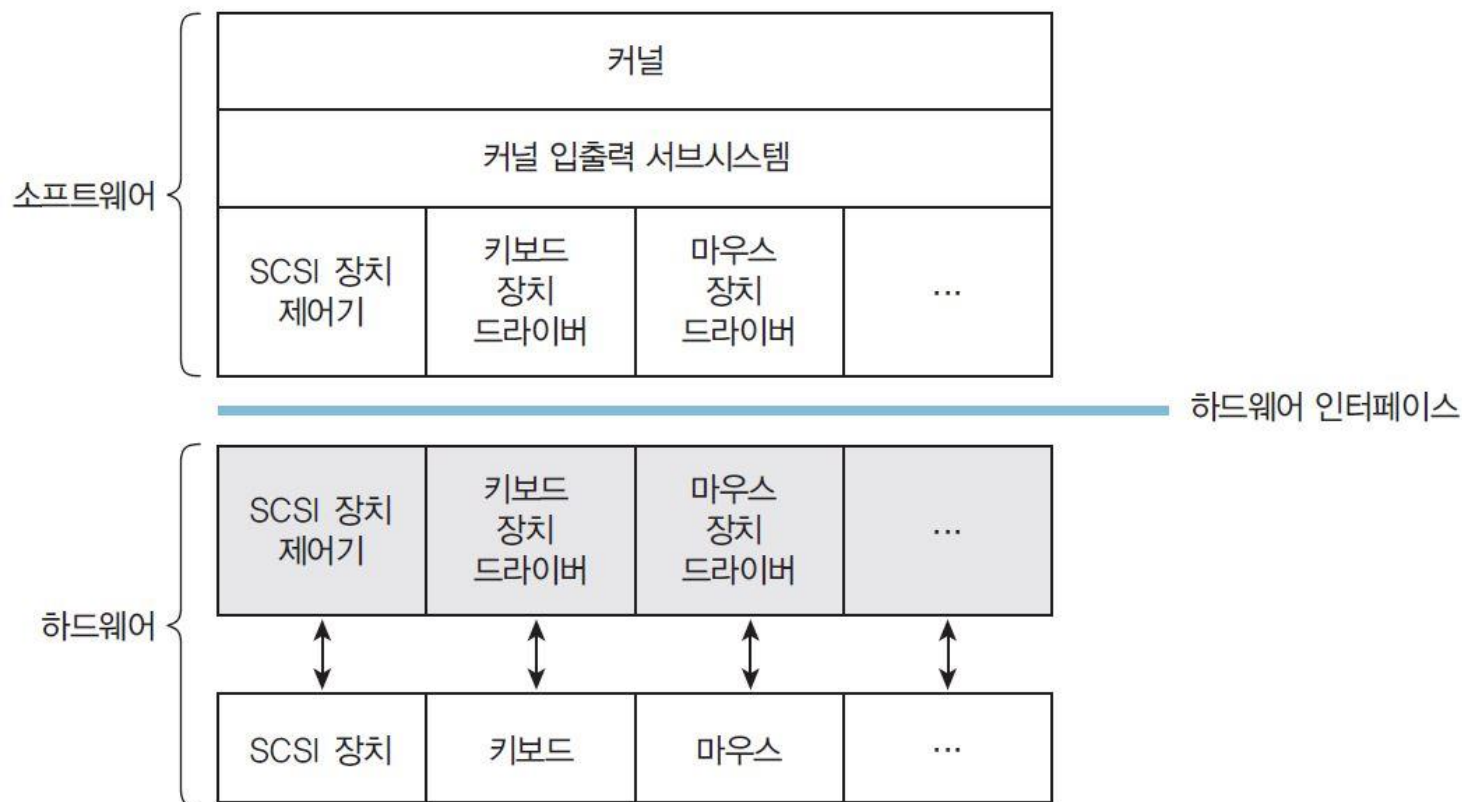 커널
커널 입출력 서브시스템
소프트웨어
SCSI 장치
제어기
키보드
장치
드라이버
마우스
장치
드라이버
...
하드웨어 인터페이스
SCSI 장치
제어기
키보드
장치
드라이버
마우스
장치
드라이버
...
하드웨어
SCSI 장치
키보드
마우스
...